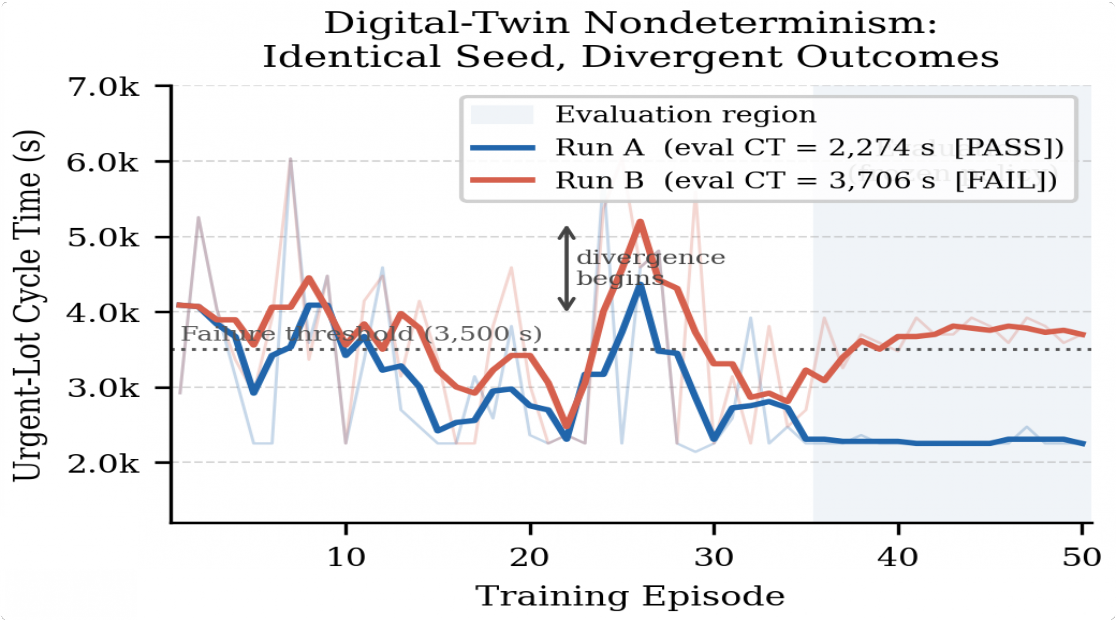 Digital-Twin Nondeterminism:
Identical Seed, Divergent Outcomes
Urgent-Lot Cycle Time (s)
7.0k
6.0k
5.0k
4.0k
3.0k
2.0k
Evaluation region
Run A (eval CT = 2,274 s [PASS])
Run B (eval CT = 3,706 s [FAIL])
divergence
begins
Failure threshold (3,500 s)
10
20
30
40
50
Training Episode